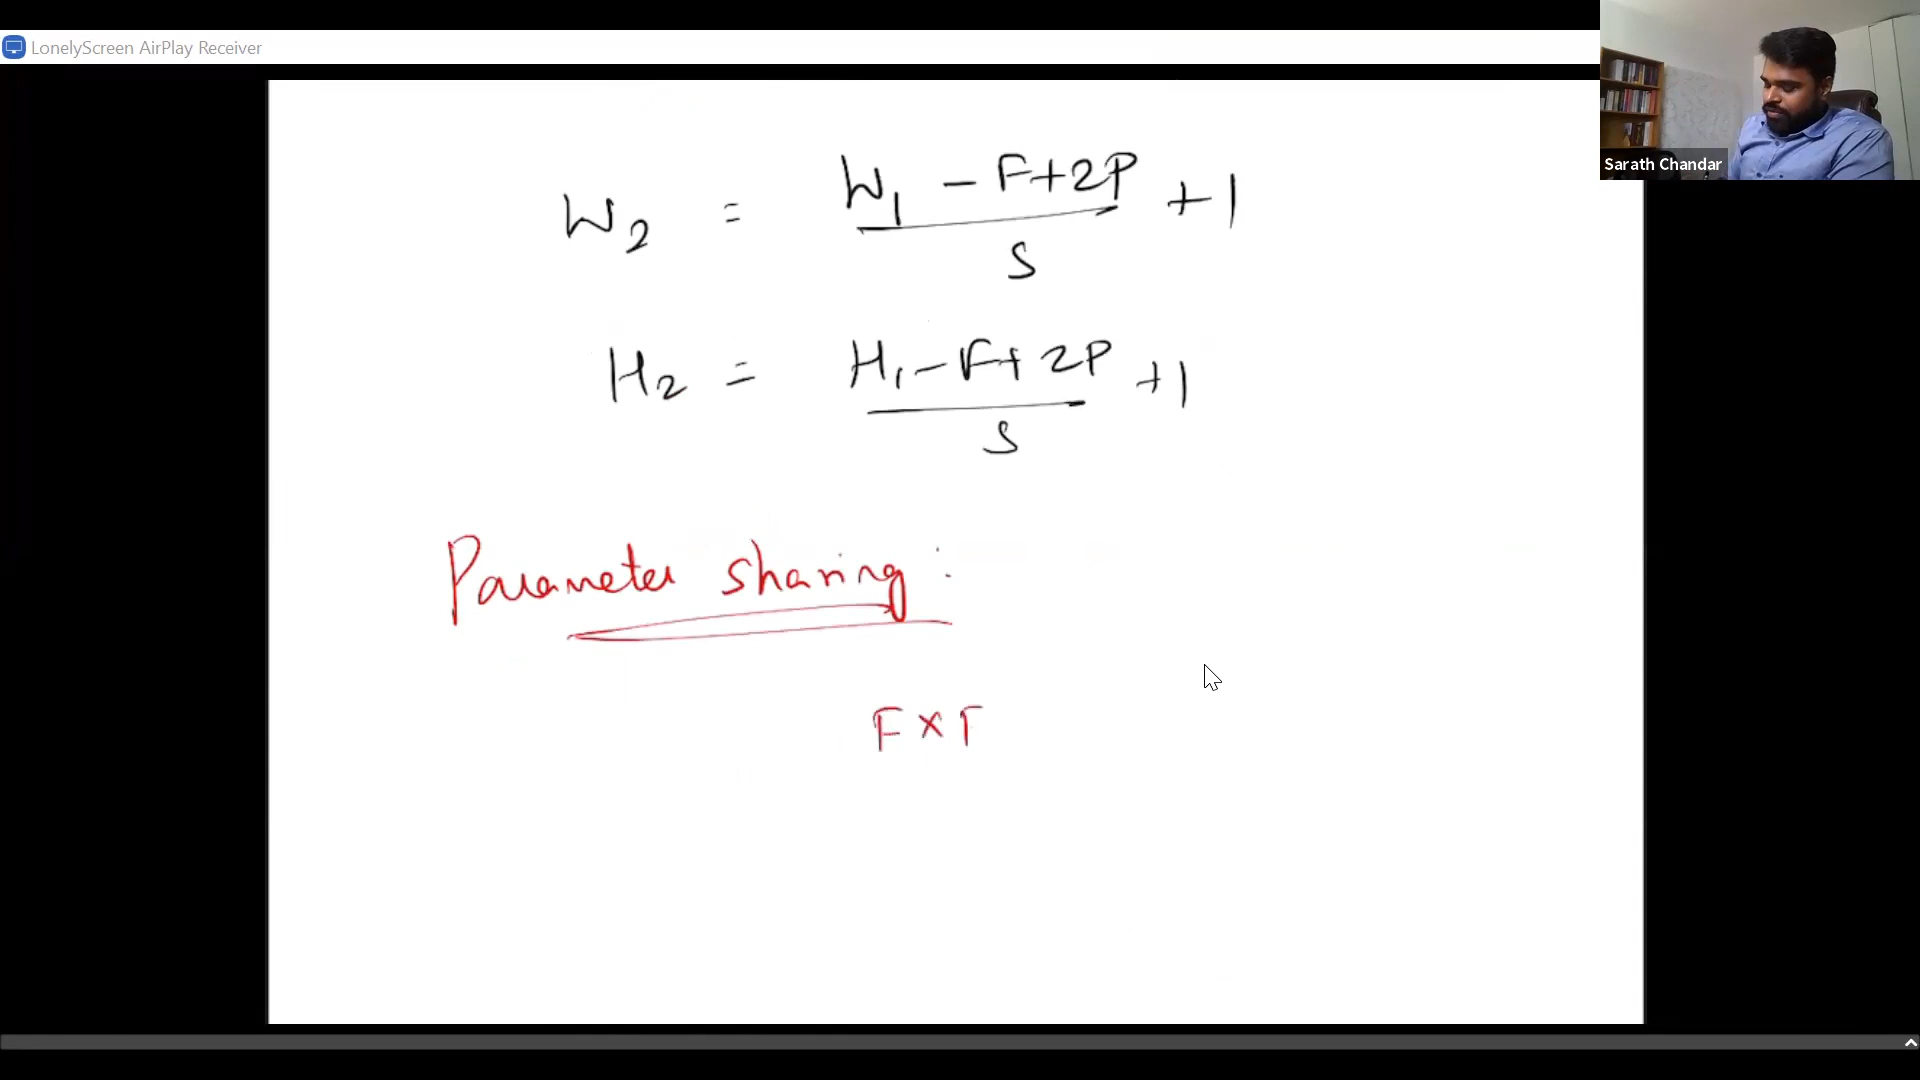 LonelyScreen AirPlay Receiver
Sarath Chandar
W₂ = (W₁ - F + 2P)/S + 1
H₂ = (H₁ - F + 2P)/S + 1
Parameter sharing :
F × F